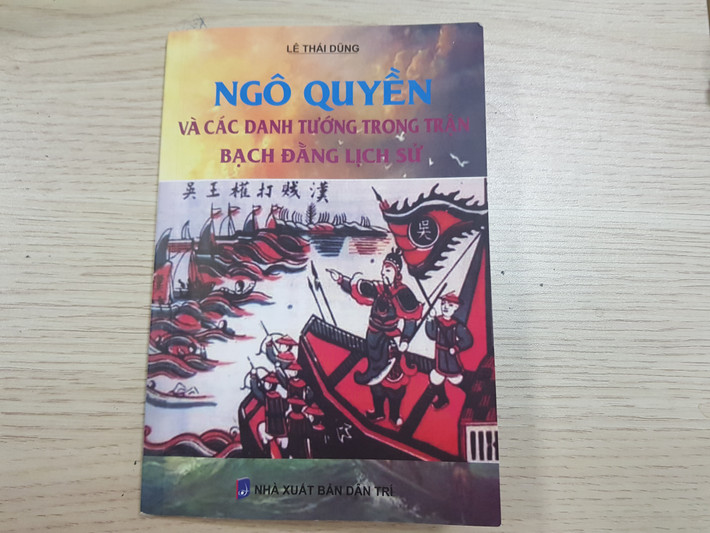 LÊ THÁI DŨNG
NGÔ QUYỀN
VÀ CÁC DANH TƯỚNG TRONG TRẬN
BẠCH ĐẰNG LỊCH SỬ
吳王權打贱漢
吳
NHÀ XUẤT BẢN DÂN TRÍ